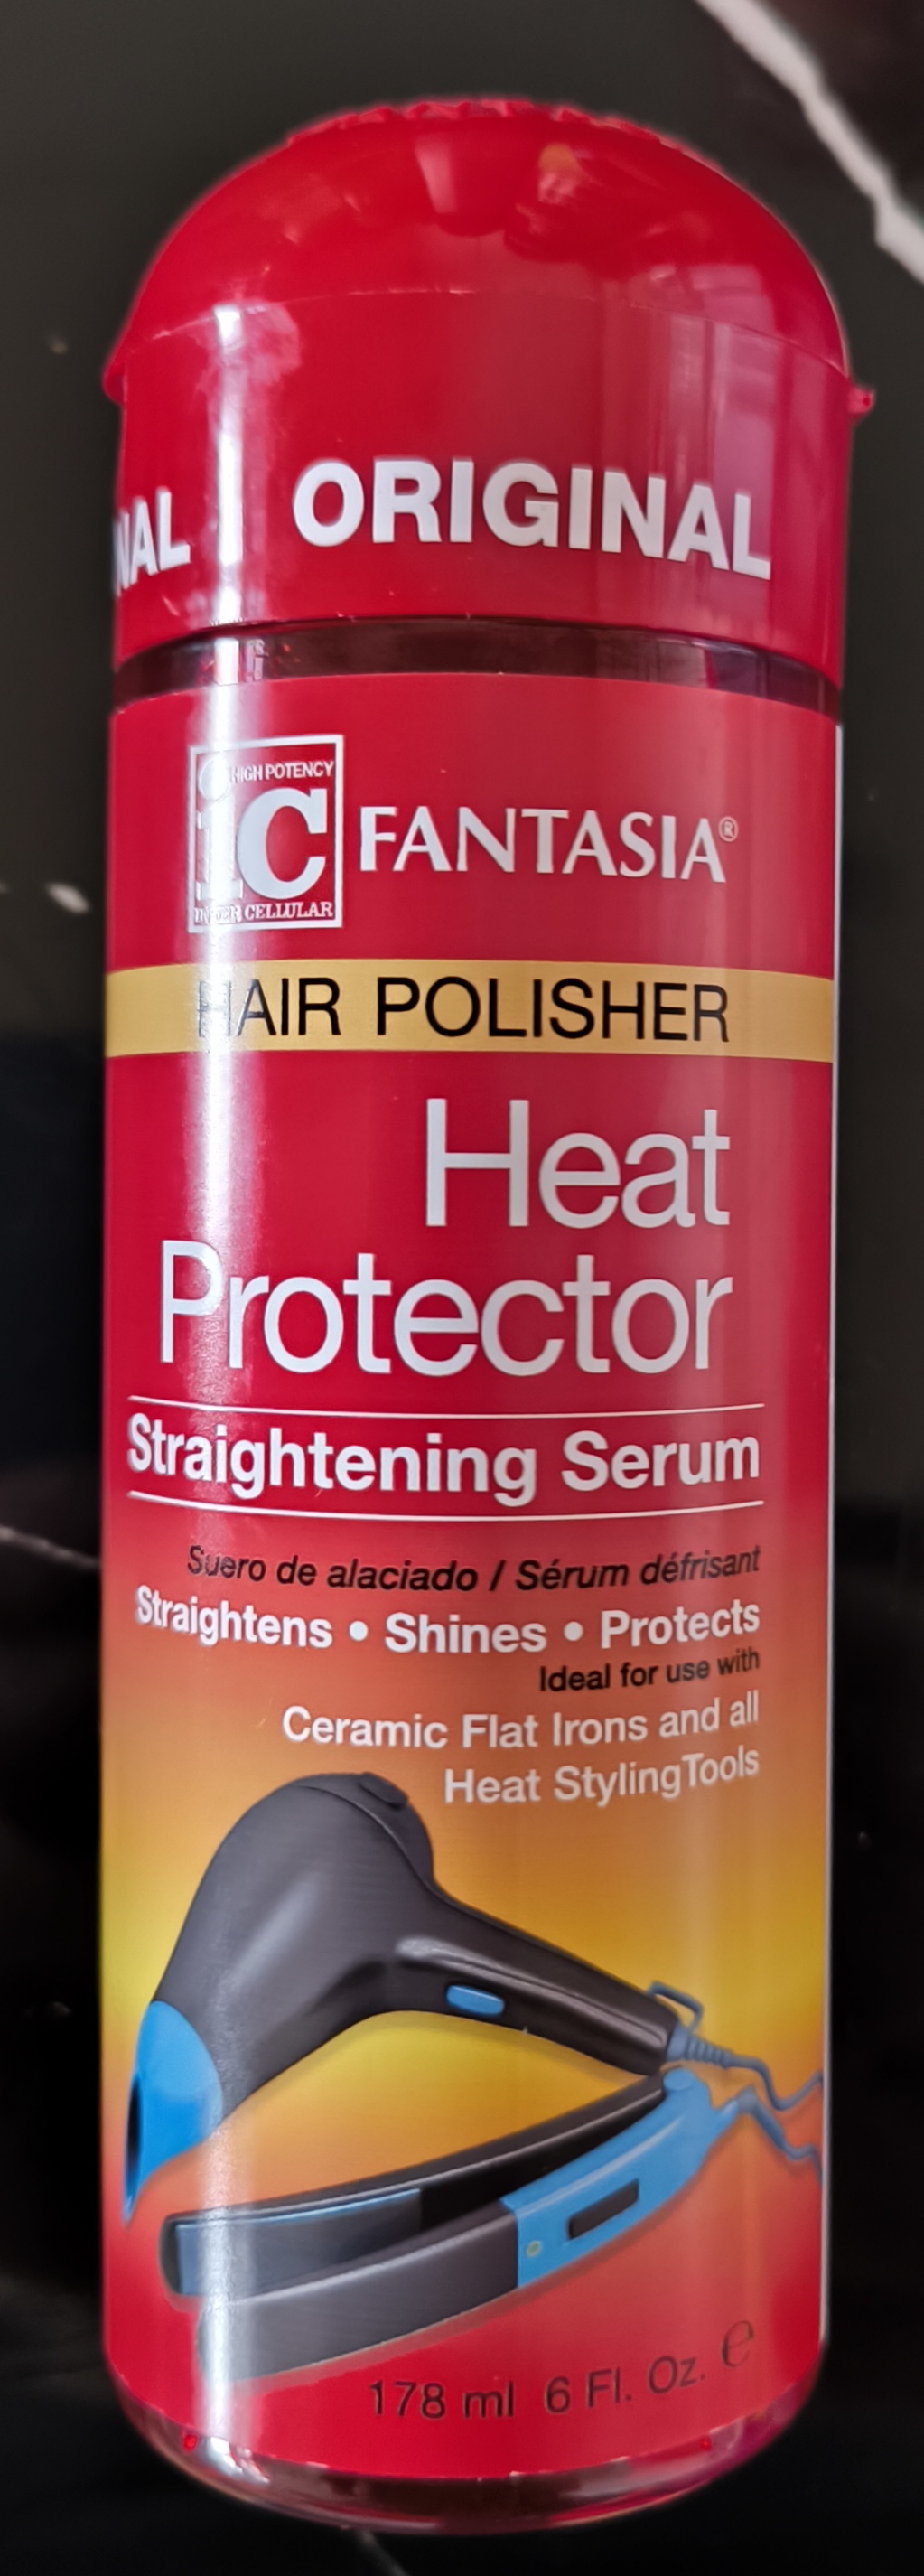 NAL ORIGINAL
HIGH POTENCY
ic
INTER CELLULAR
FANTASIA®
HAIR POLISHER
Heat
Protector
Straightening Serum
Suero de alaciado / Sérum défrisant
Straightens • Shines • Protects
Ideal for use with
Ceramic Flat Irons and all
Heat StylingTools
178 ml 6 Fl. Oz. ℮